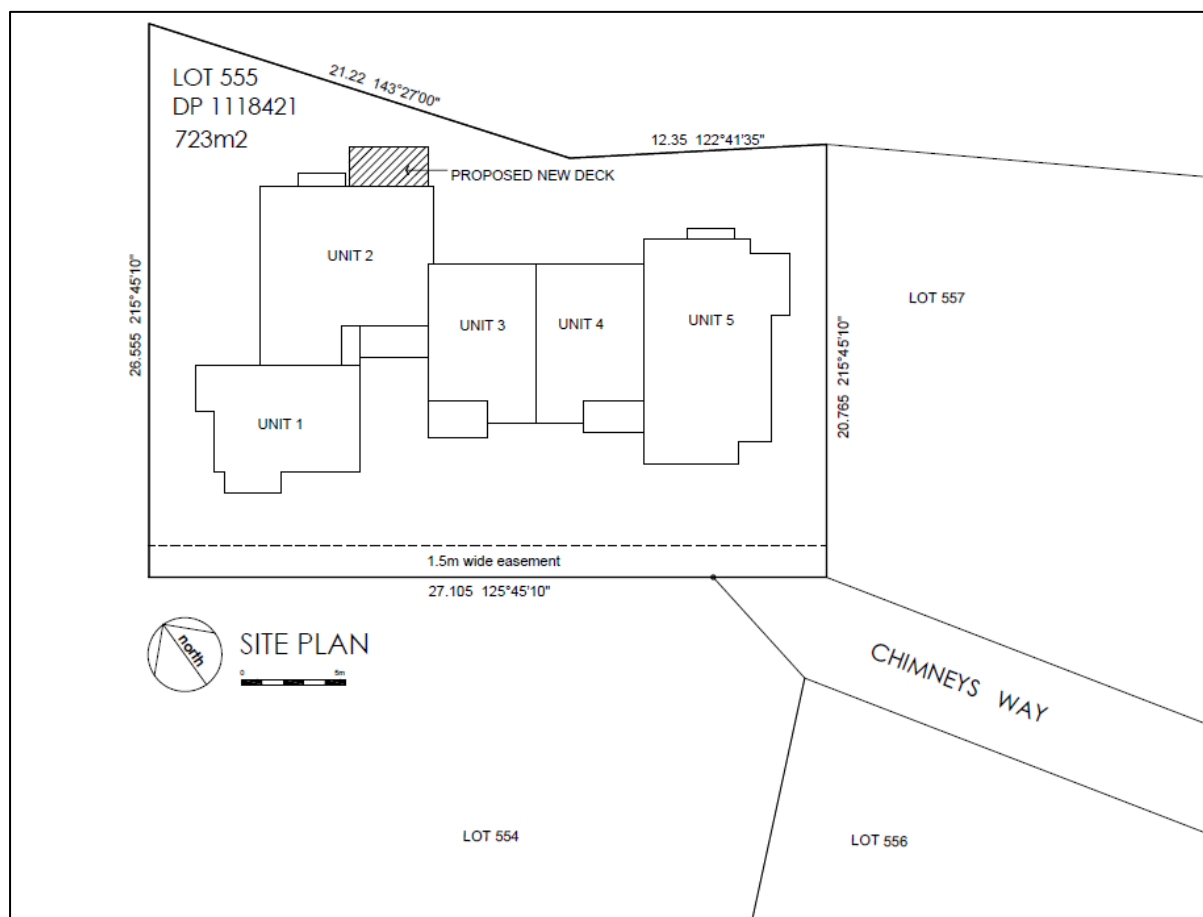 LOT 555
DP 1118421
723m2
21.22 143°27'00"
12.35 122°41'35"
PROPOSED NEW DECK
UNIT 2
LOT 557
26.555 215°45'10"
UNIT 3
UNIT 4
UNIT 5
20.765 215°45'10"
UNIT 1
1.5m wide easement
27.105 125°45'10"
north
SITE PLAN
0 5m
CHIMNEYS WAY
LOT 554
LOT 556